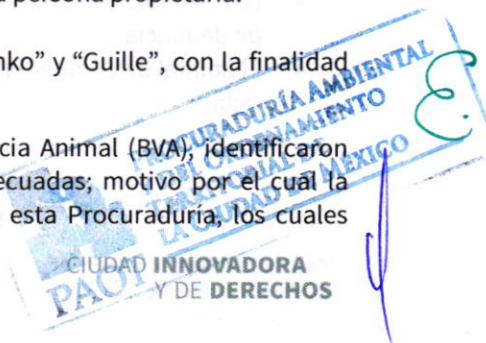 persona propietaria.
nko” y “Guille”, con la finalidad
cia Animal (BVA), identificaron
ecuadas; motivo por el cual la
esta Procuraduría, los cuales
PROCURADURÍA AMBIENTAL
DEL ORDENAMIENTO
TERRITORIAL DE
LA CIUDAD DE MÉXICO
PAOT
CIUDAD INNOVADORA
Y DE DERECHOS